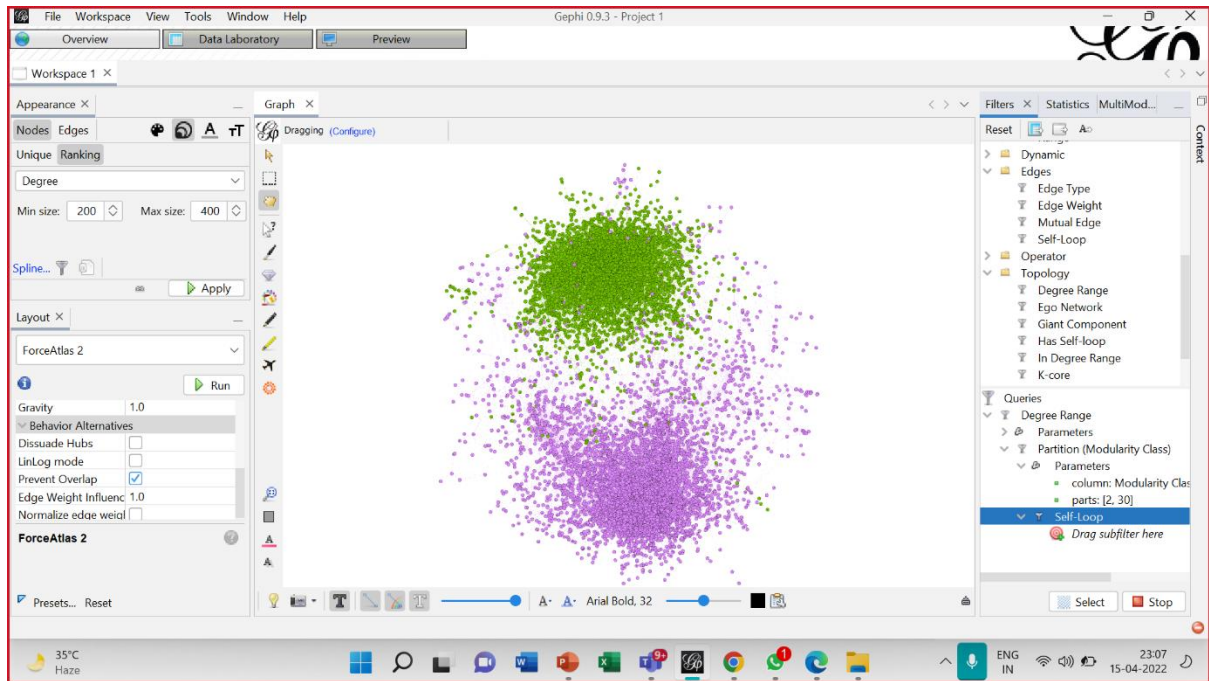 File Workspace View Tools Window Help Gephi 0.9.3 - Project 1
Overview Data Laboratory Preview
Workspace 1
Appearance
Nodes Edges
Unique Ranking
Degree
Min size: 200 Max size: 400
Spline...
Apply
Layout
ForceAtlas 2
Run
Gravity 1.0
Behavior Alternatives
Dissuade Hubs
LinLog mode
Prevent Overlap
Edge Weight Influenc 1.0
Normalize edge weigl
ForceAtlas 2
Presets... Reset
Graph
Dragging (Configure)
Arial Bold, 32
Filters Statistics MultiMod...
Reset
Dynamic
Edges
Edge Type
Edge Weight
Mutual Edge
Self-Loop
Operator
Topology
Degree Range
Ego Network
Giant Component
Has Self-loop
In Degree Range
K-core
Queries
Degree Range
Parameters
Partition (Modularity Class)
Parameters
column: Modularity Clas
parts: [2, 30]
Self-Loop
Drag subfilter here
Select Stop
Context
35°C
Haze
9+
1
ENG
IN
23:07
15-04-2022